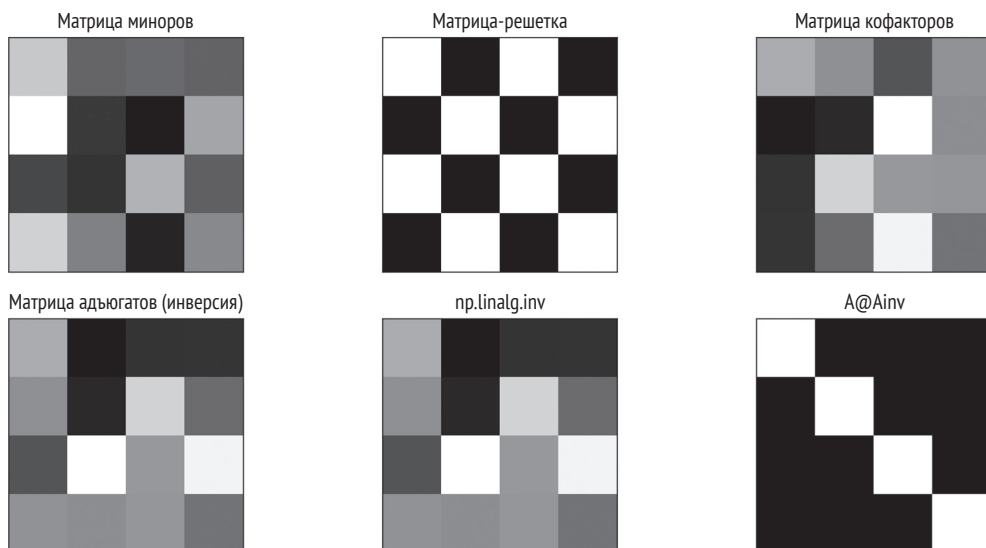 Матрица миноров
Матрица-решетка
Матрица кофакторов
Матрица адъюгатов (инверсия)
np.linalg.inv
A@Ainv